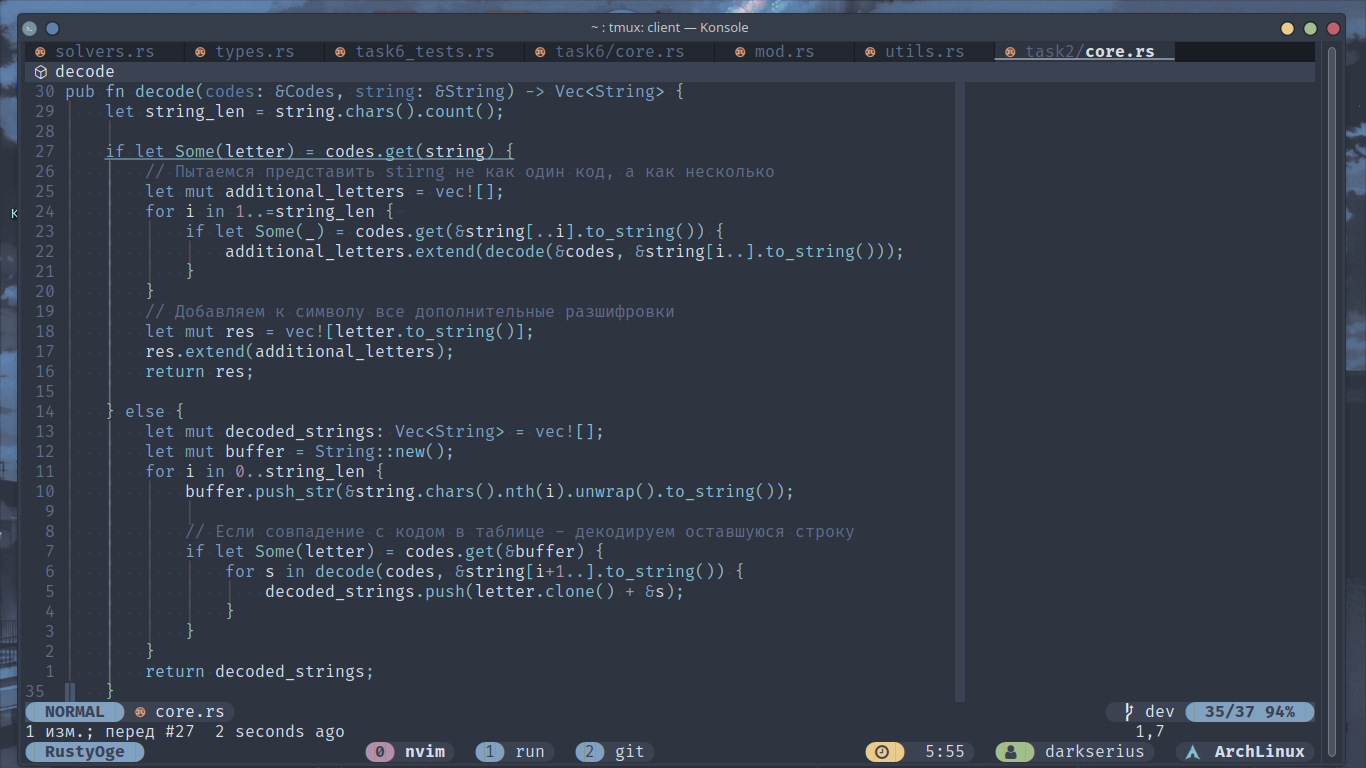 ~ : tmux: client — Konsole
solvers.rs types.rs task6_tests.rs task6/core.rs mod.rs utils.rs task2/core.rs
decode
30 pub fn decode(codes: &Codes, string: &String) -> Vec<String> {
29     let string_len = string.chars().count();
28
27     if let Some(letter) = codes.get(string) {
26         // Пытаемся представить stirng не как один код, а как несколько
25         let mut additional_letters = vec![];
24         for i in 1..=string_len {
23             if let Some(_) = codes.get(&string[..i].to_string()) {
22                 additional_letters.extend(decode(&codes, &string[i..].to_string()));
21             }
20         }
19         // Добавляем к символу все дополнительные разшифровки
18         let mut res = vec![letter.to_string()];
17         res.extend(additional_letters);
16         return res;
15
14     } else {
13         let mut decoded_strings: Vec<String> = vec![];
12         let mut buffer = String::new();
11         for i in 0..string_len {
10             buffer.push_str(&string.chars().nth(i).unwrap().to_string());
9
8             // Если совпадение с кодом в таблице - декодируем оставшуюся строку
7             if let Some(letter) = codes.get(&buffer) {
6                 for s in decode(codes, &string[i+1..].to_string()) {
5                     decoded_strings.push(letter.clone() + &s);
4                 }
3             }
2         }
1         return decoded_strings;
35     }
NORMAL core.rs dev 35/37 94%
1 изм.; перед #27  2 seconds ago 1,7
RustyOge 0 nvim 1 run 2 git 5:55 darkserius ArchLinux